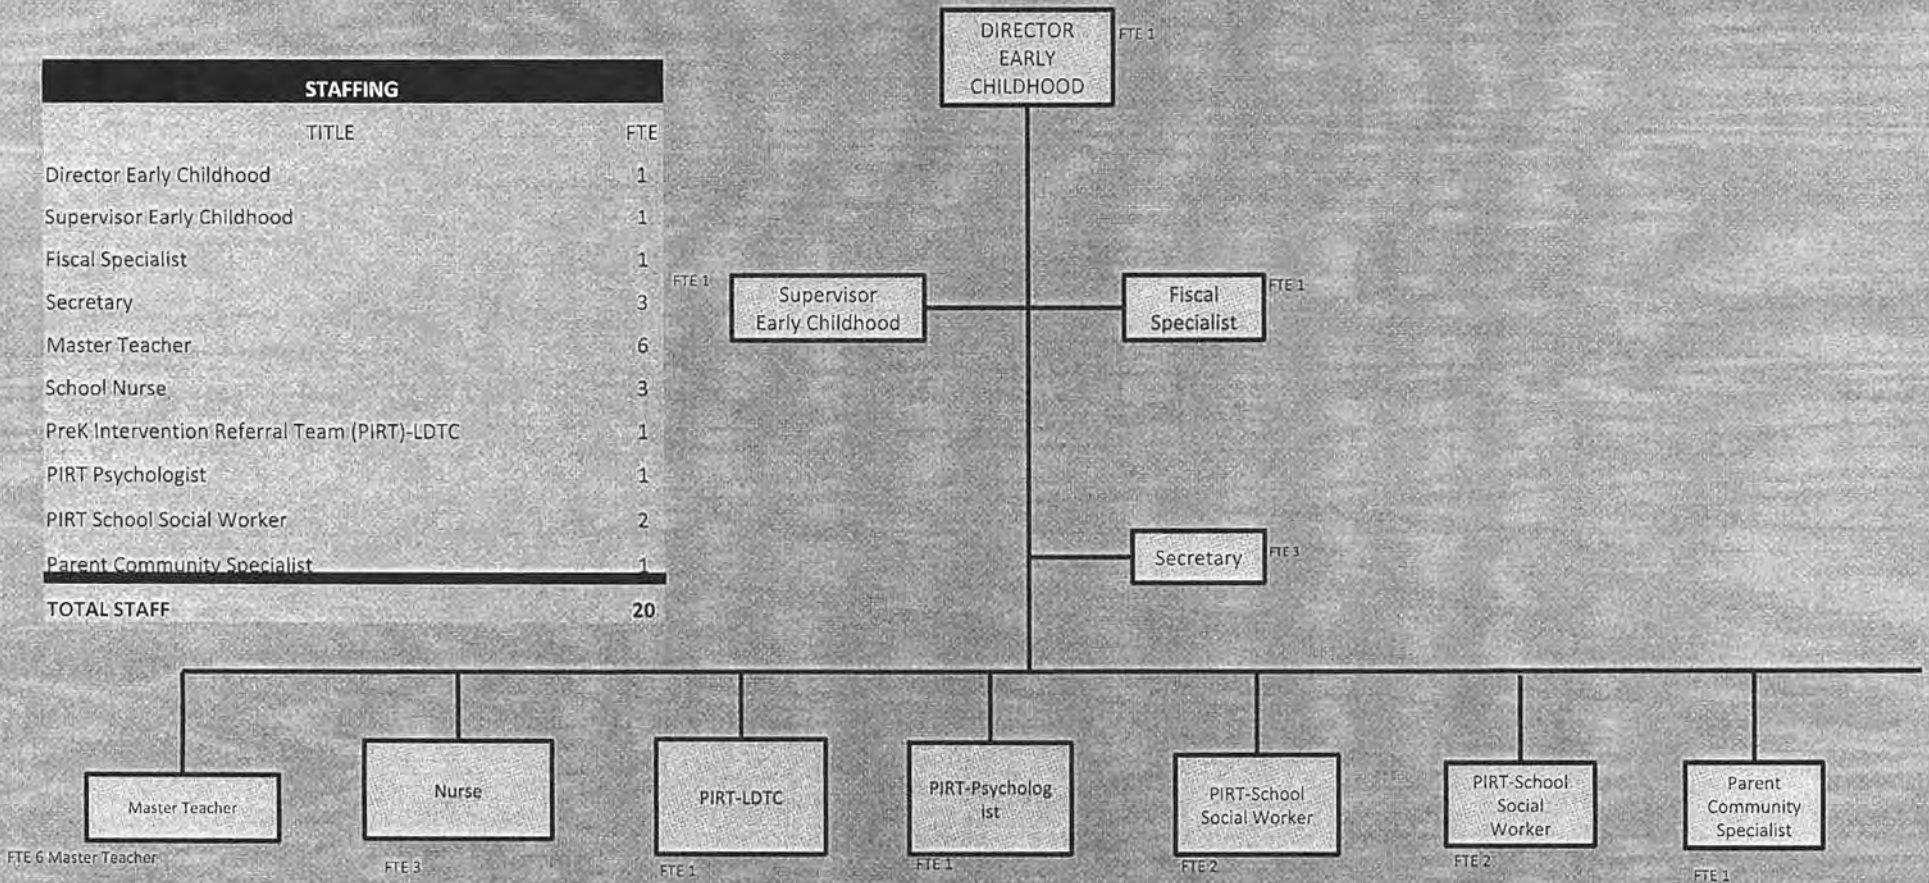 STAFFING
TITLE FTE
Director Early Childhood 1
Supervisor Early Childhood 1
Fiscal Specialist 1
Secretary 3
Master Teacher 6
School Nurse 3
PreK Intervention Referral Team (PIRT)-LDTC 1
PIRT Psychologist 1
PIRT School Social Worker 2
Parent Community Specialist 1
TOTAL STAFF 20
DIRECTOR
EARLY
CHILDHOOD
FTE 1
FTE 1
Supervisor
Early Childhood
Fiscal
Specialist
FTE 1
Secretary
FTE 3
Master Teacher
FTE 6 Master Teacher
Nurse
FTE 3
PIRT-LDTC
FTE 1
PIRT-Psycholog
ist
FTE 1
PIRT-School
Social Worker
FTE 2
PIRT-School
Social
Worker
FTE 2
Parent
Community
Specialist
FTE 1